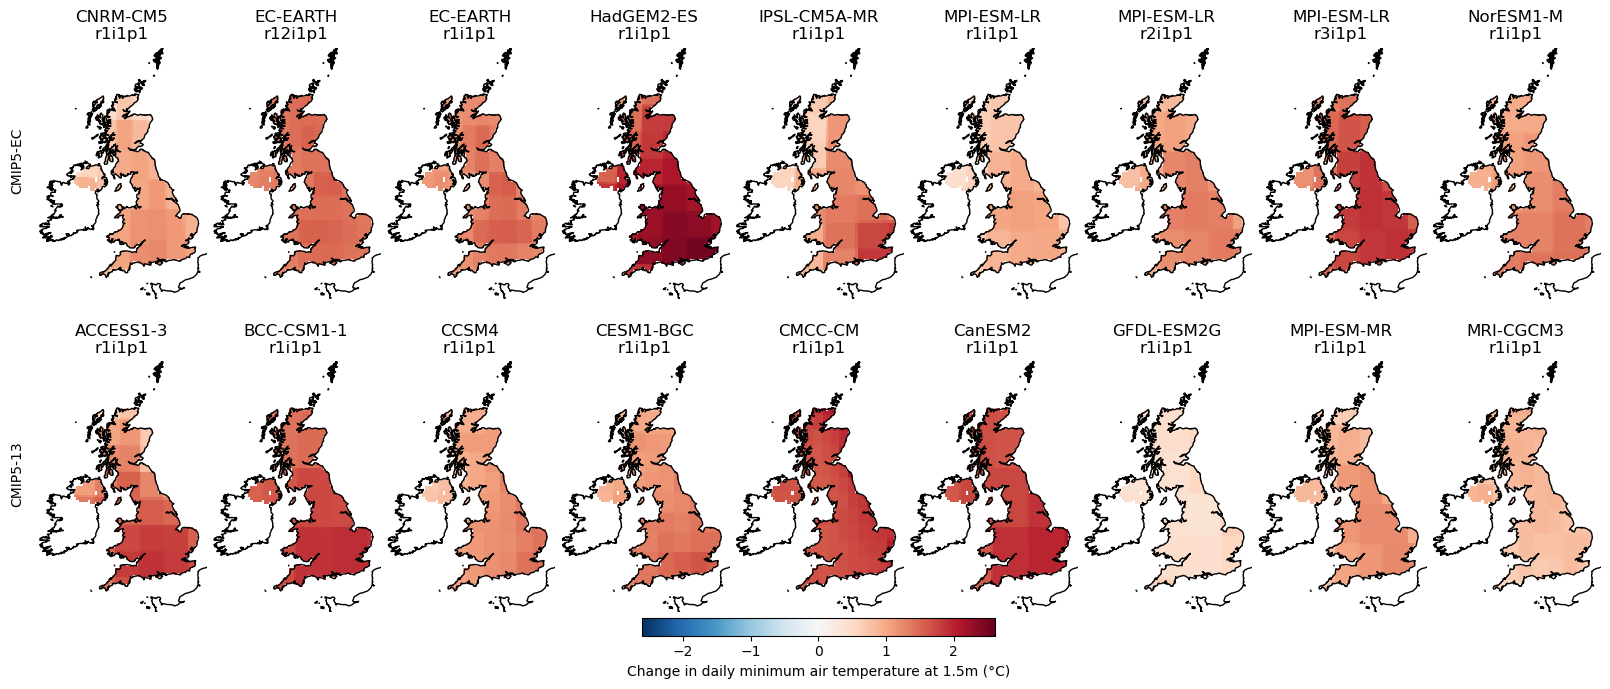 CNRM-CM5
r1i1p1
EC-EARTH
r12i1p1
EC-EARTH
r1i1p1
HadGEM2-ES
r1i1p1
IPSL-CM5A-MR
r1i1p1
MPI-ESM-LR
r1i1p1
MPI-ESM-LR
r2i1p1
MPI-ESM-LR
r3i1p1
NorESM1-M
r1i1p1
CMIP5-EC
ACCESS1-3
r1i1p1
BCC-CSM1-1
r1i1p1
CCSM4
r1i1p1
CESM1-BGC
r1i1p1
CMCC-CM
r1i1p1
CanESM2
r1i1p1
GFDL-ESM2G
r1i1p1
MPI-ESM-MR
r1i1p1
MRI-CGCM3
r1i1p1
CMIP5-13
−2 −1 0 1 2
Change in daily minimum air temperature at 1.5m (°C)